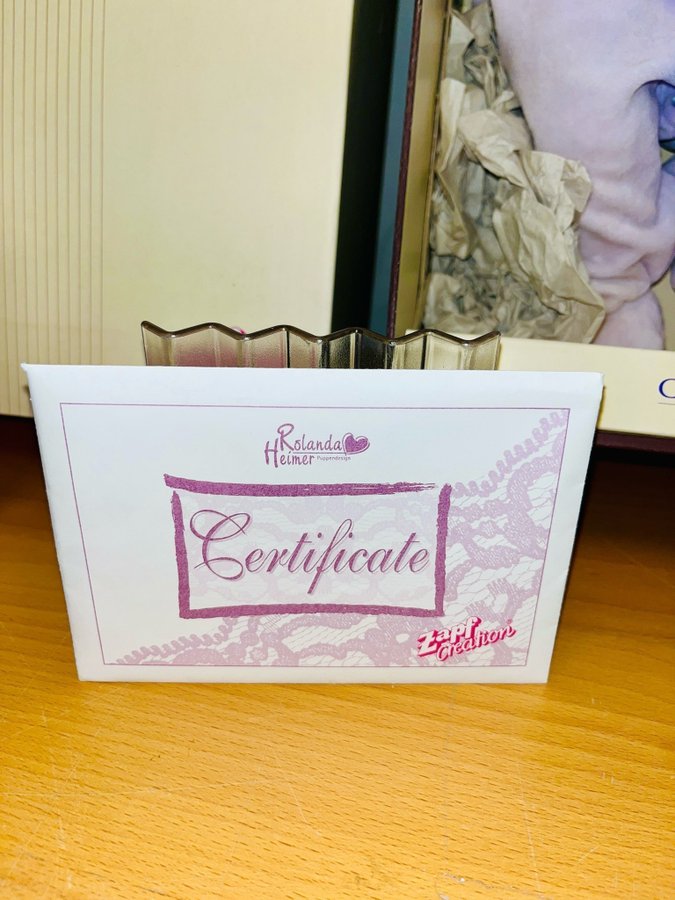 Rolanda
Heimer Puppendesign
Certificate
Zapf
Creation®
C